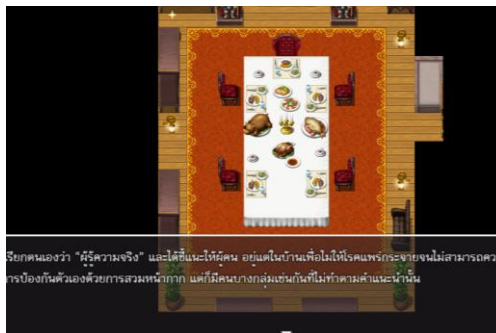 รียกตนเองว่า "ผู้รู้ความจริง" และได้ชี้แนะให้ผู้คน อยู่แต่ในบ้านเพื่อไม่ให้โรคแพร่กระจายจนไม่สามารถคว
ารป้องกันตัวเองด้วยการสวมหน้ากาก แต่ก็มีคนบางกลุ่มเช่นกันที่ไม่ทำตามคำแนะนำนั้น